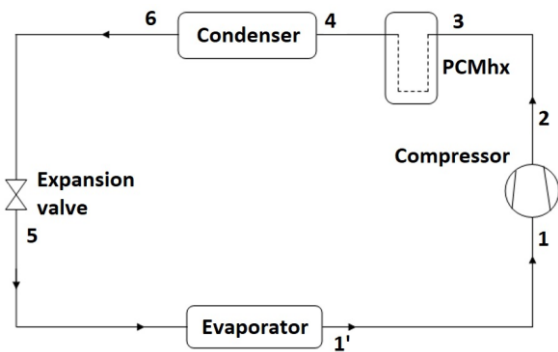 6
Condenser
4
3
PCMhx
2
Compressor
Expansion
valve
5
1
Evaporator
1'